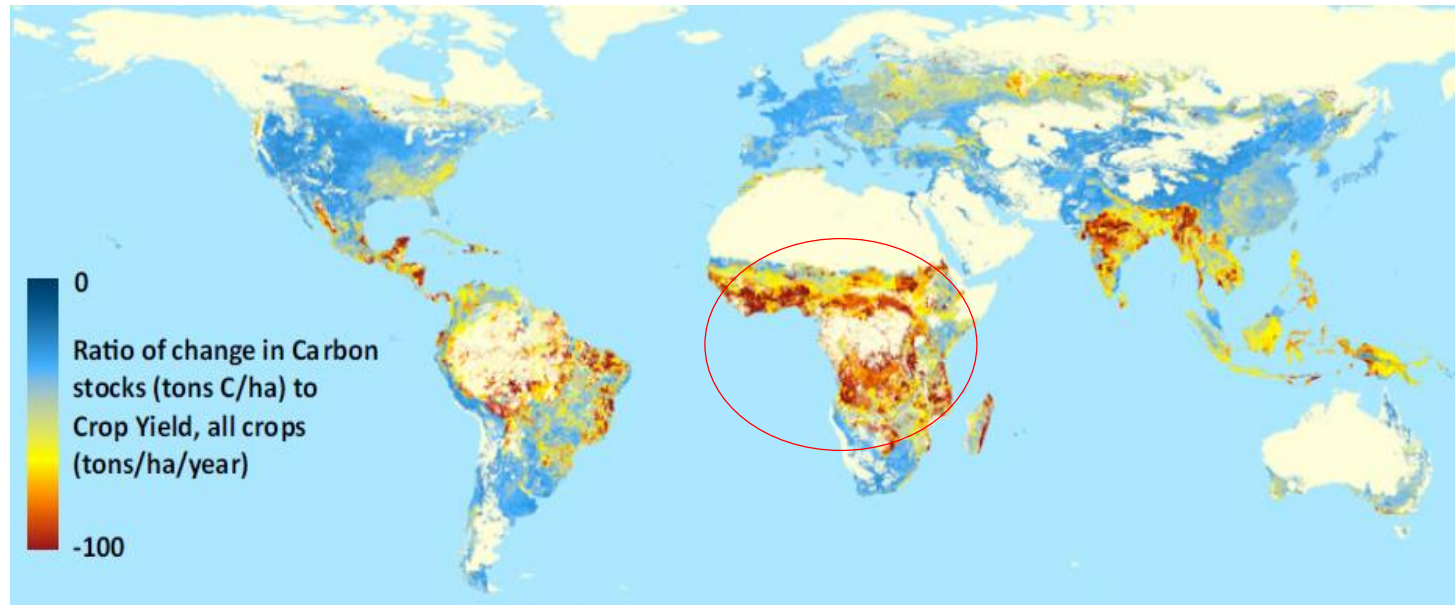 0
Ratio of change in Carbon
stocks (tons C/ha) to
Crop Yield, all crops
(tons/ha/year)
-100